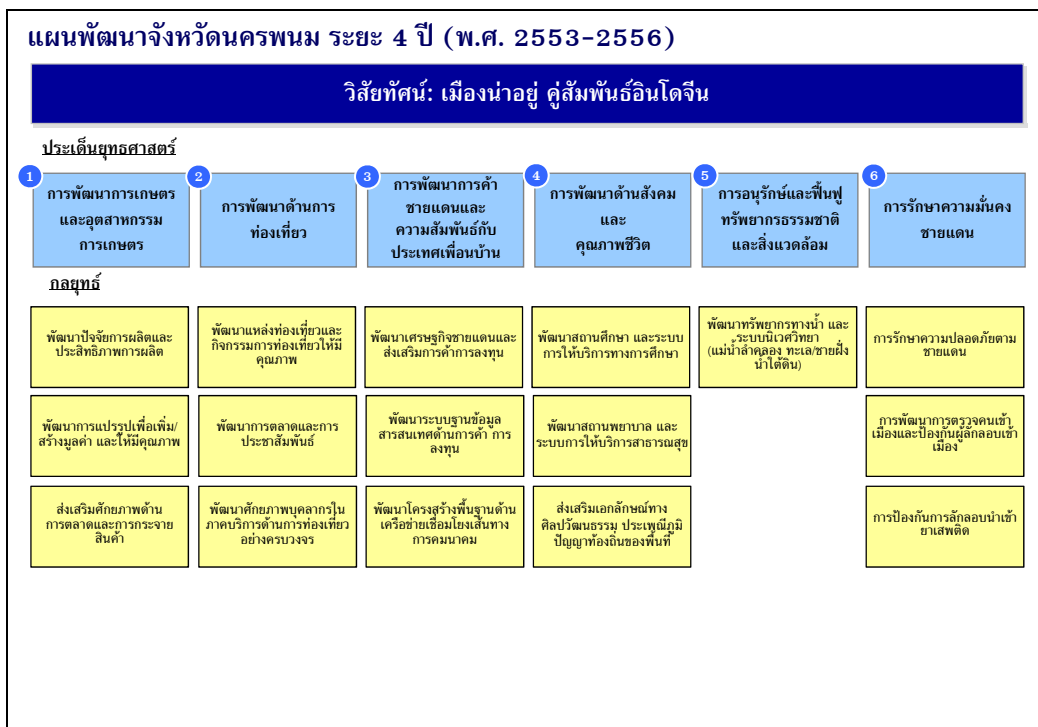 แผนพัฒนาจังหวัดนครพนม ระยะ 4 ปี (พ.ศ. 2553-2556)
วิสัยทัศน์: เมืองน่าอยู่ คู่สัมพันธ์อินโดจีน
ประเด็นยุทธศาสตร์
1
การพัฒนาการเกษตร
และอุตสาหกรรม
การเกษตร
2
การพัฒนาด้านการ
ท่องเที่ยว
3
การพัฒนาการค้า
ชายแดนและ
ความสัมพันธ์กับ
ประเทศเพื่อนบ้าน
4
การพัฒนาด้านสังคม
และ
คุณภาพชีวิต
5
การอนุรักษ์และฟื้นฟู
ทรัพยากรธรรมชาติ
และสิ่งแวดล้อม
6
การรักษาความมั่นคง
ชายแดน
กลยุทธ์
พัฒนาปัจจัยการผลิตและ
ประสิทธิภาพการผลิต
พัฒนาแหล่งท่องเที่ยวและ
กิจกรรมการท่องเที่ยวให้มี
คุณภาพ
พัฒนาเศรษฐกิจชายแดนและ
ส่งเสริมการค้าการลงทุน
พัฒนาสถานศึกษา และระบบ
การให้บริการทางการศึกษา
พัฒนาทรัพยากรทางน้ำ และ
ระบบนิเวศวิทยา
(แม่น้ำลำคลอง ทะเล/ชายฝั่ง
น้ำใต้ดิน)
การรักษาความปลอดภัยตาม
ชายแดน
พัฒนาการแปรรูปเพื่อเพิ่ม/
สร้างมูลค่า และให้มีคุณภาพ
พัฒนาการตลาดและการ
ประชาสัมพันธ์
พัฒนาระบบฐานข้อมูล
สารสนเทศด้านการค้า การ
ลงทุน
พัฒนาสถานพยาบาล และ
ระบบการให้บริการสาธารณสุข
การพัฒนาการตรวจคนเข้า
เมืองและป้องกันผู้ลักลอบเข้า
เมือง
ส่งเสริมศักยภาพด้าน
การตลาดและการกระจาย
สินค้า
พัฒนาศักยภาพบุคลากรใน
ภาคบริการด้านการท่องเที่ยว
อย่างครบวงจร
พัฒนาโครงสร้างพื้นฐานด้าน
เครือข่ายเชื่อมโยงเส้นทาง
การคมนาคม
ส่งเสริมเอกลักษณ์ทาง
ศิลปวัฒนธรรม ประเพณีภูมิ
ปัญญาท้องถิ่นของพื้นที่
การป้องกันการลักลอบนำเข้า
ยาเสพติด